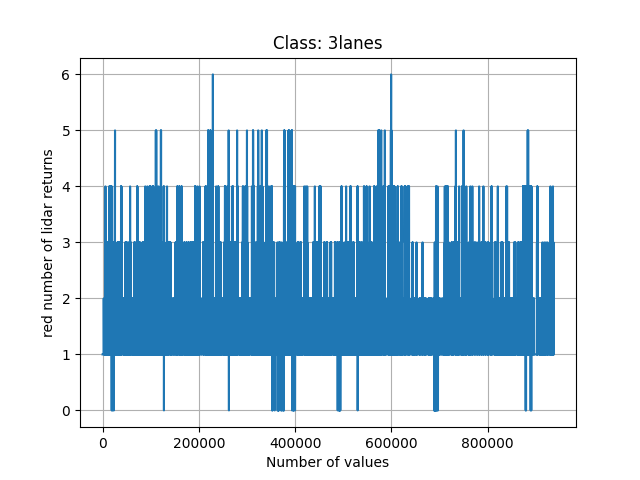 Class: 3lanes
red number of lidar returns
6
5
4
3
2
1
0
0 200000 400000 600000 800000
Number of values